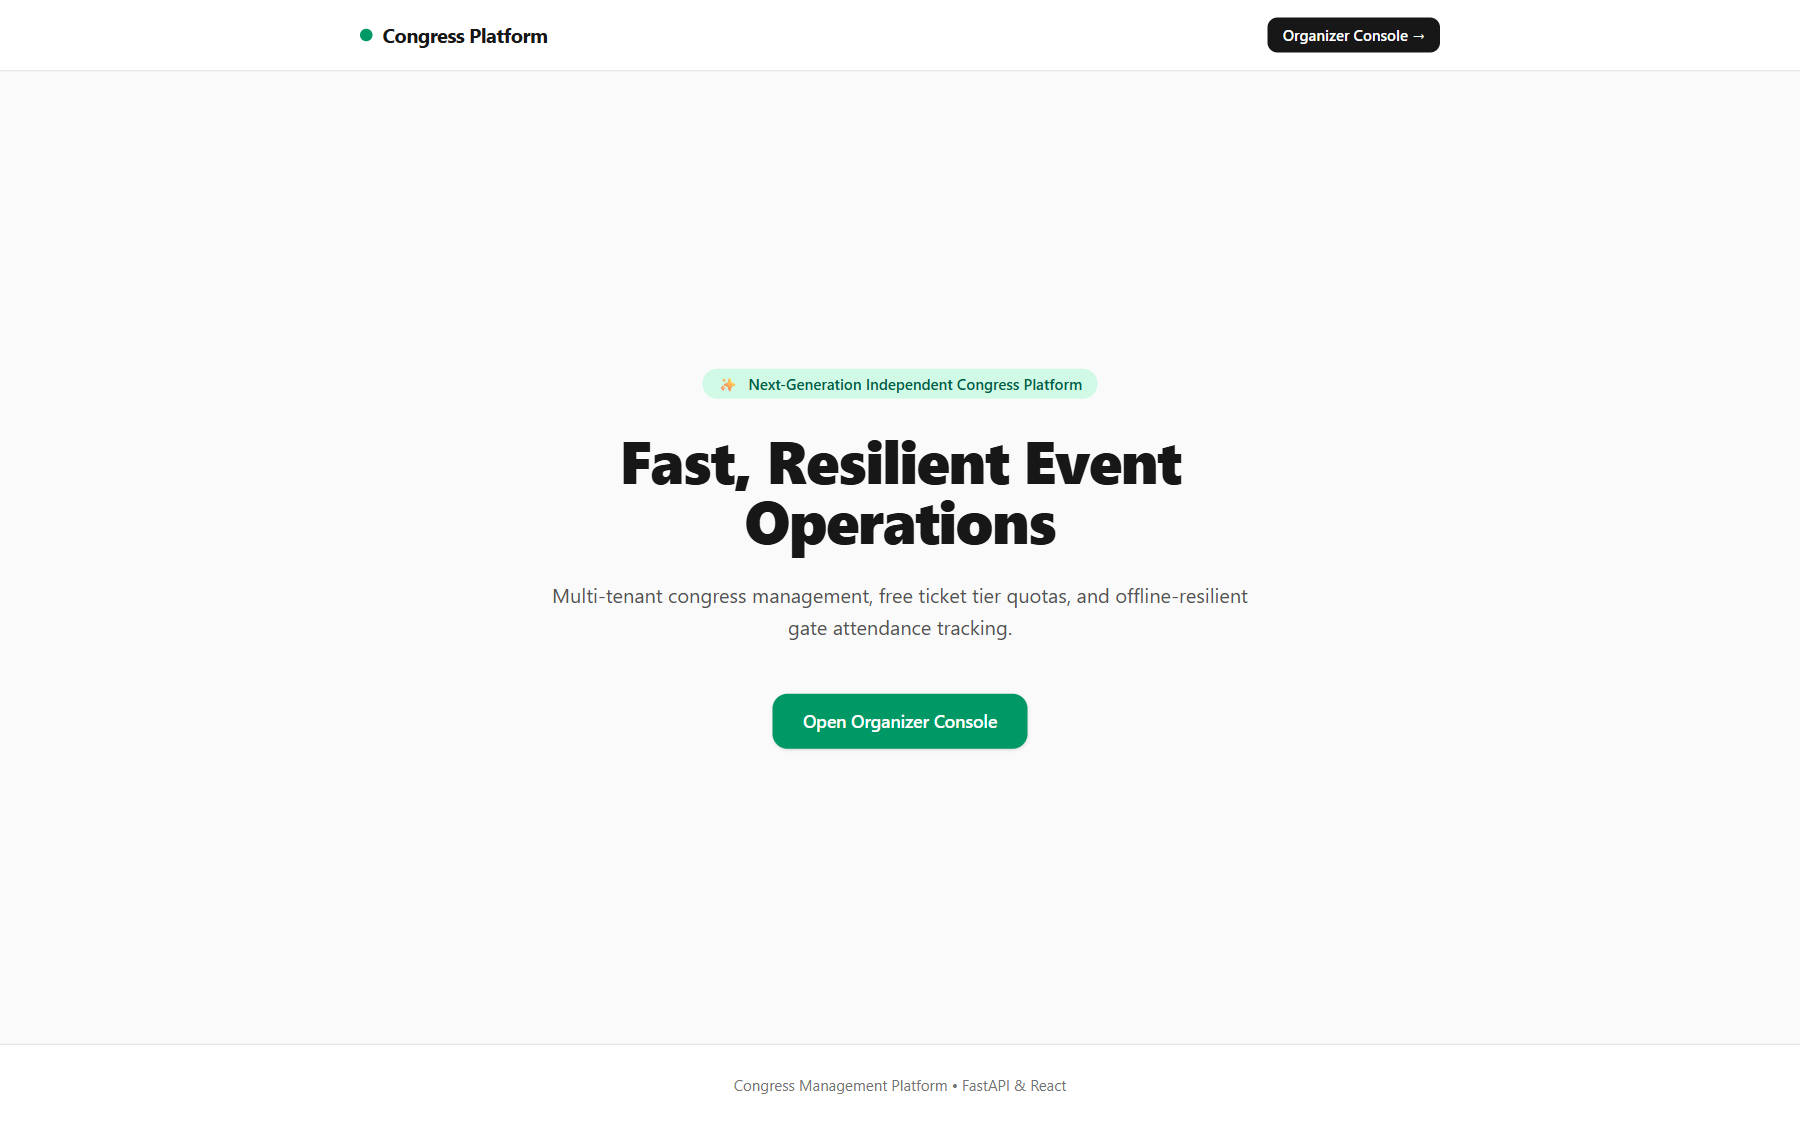 Congress Platform
Organizer Console →
✨ Next-Generation Independent Congress Platform
Fast, Resilient Event
Operations
Multi-tenant congress management, free ticket tier quotas, and offline-resilient
gate attendance tracking.
Open Organizer Console
Congress Management Platform • FastAPI & React